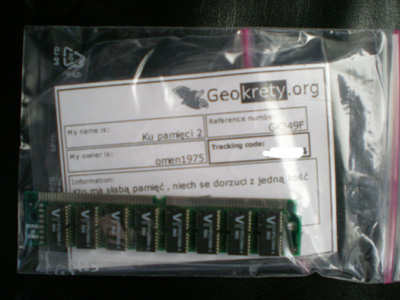 Geokrety.org
My name is:
Ku pamięci 2
Reference number:
My owner is:
omen1975
Tracking code:
Information:
Kto ma słabą pamięć , niech se dorzuci z jedną kość